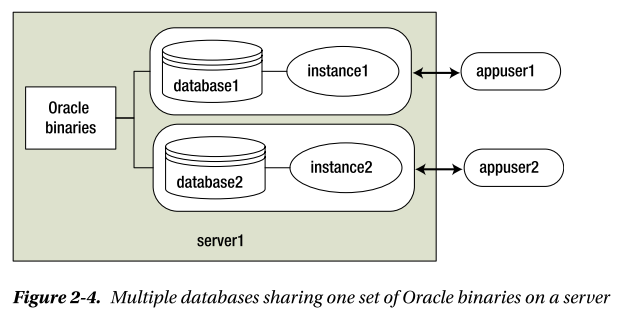 Oracle
binaries
database1
instance1
appuser1
database2
instance2
appuser2
server1
Figure 2-4. Multiple databases sharing one set of Oracle binaries on a server